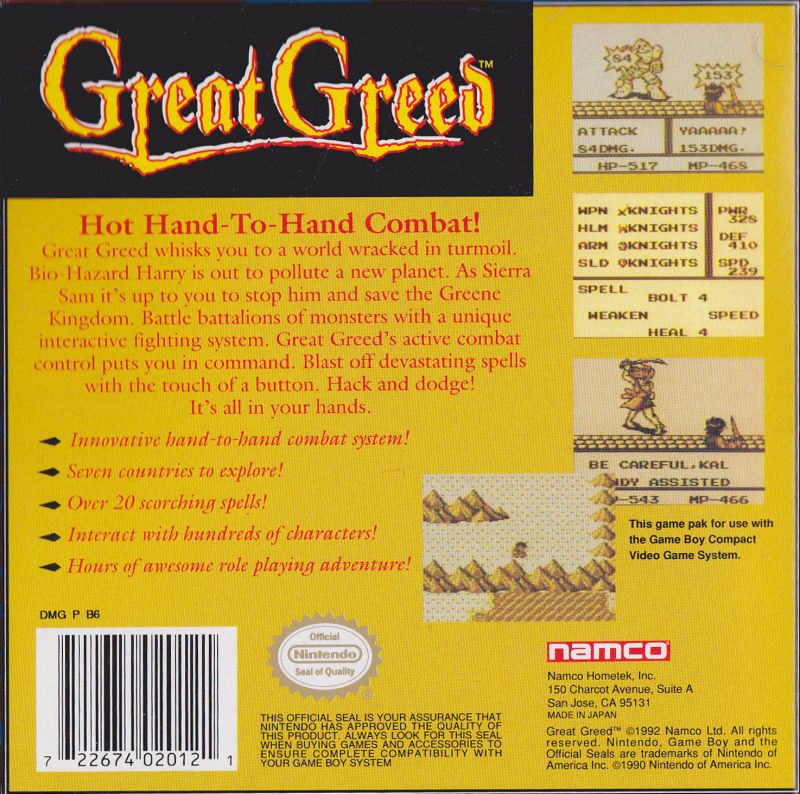 Great Greed™
Hot Hand-To-Hand Combat!
Great Greed whisks you to a world wracked in turmoil.
Bio-Hazard Harry is out to pollute a new planet. As Sierra
Sam it's up to you to stop him and save the Greene
Kingdom. Battle battalions of monsters with a unique
interactive fighting system. Great Greed's active combat
control puts you in command. Blast off devastating spells
with the touch of a button. Hack and dodge!
It's all in your hands.
Innovative hand-to-hand combat system!
Seven countries to explore!
Over 20 scorching spells!
Interact with hundreds of characters!
Hours of awesome role playing adventure!
84
153
ATTACK YAAAAA!
84DMG. 153DMG.
HP-517 MP-468
WPN KNIGHTS PWR
328
HLM KNIGHTS
ARM KNIGHTS DEF
410
SLD KNIGHTS SPD
239
SPELL
BOLT 4
WEAKEN SPEED
HEAL 4
BE CAREFUL,KAL
NDY ASSISTED
P-543 MP-466
This game pak for use with
the Game Boy Compact
Video Game System.
DMG P B6
7 22674 02012 1
Official
Nintendo
Seal of Quality
®
THIS OFFICIAL SEAL IS YOUR ASSURANCE THAT
NINTENDO HAS APPROVED THE QUALITY OF
THIS PRODUCT. ALWAYS LOOK FOR THIS SEAL
WHEN BUYING GAMES AND ACCESSORIES TO
ENSURE COMPLETE COMPATIBILITY WITH
YOUR GAME BOY SYSTEM
namco®
Namco Hometek, Inc.
150 Charcot Avenue, Suite A
San Jose, CA 95131
MADE IN JAPAN
Great Greed™ ©1992 Namco Ltd. All rights
reserved. Nintendo, Game Boy and the
Official Seals are trademarks of Nintendo of
America Inc. ©1990 Nintendo of America Inc.